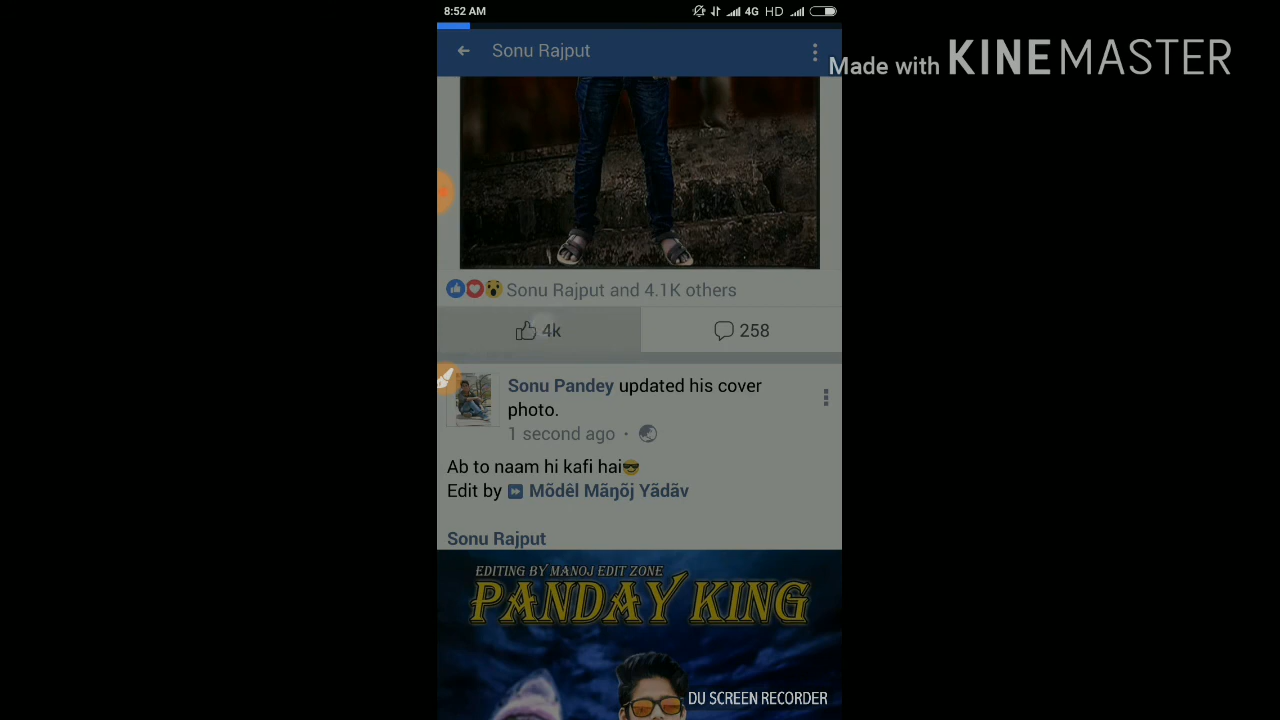 8:52 AM
4G HD
Sonu Rajput
Made with KINEMASTER
Sonu Rajput and 4.1K others
4k
258
Sonu Pandey updated his cover
photo.
1 second ago ·
Ab to naam hi kafi hai😎
Edit by ⏩ Mõdêl Mãŋõj Yãdãv
Sonu Rajput
EDITING BY MANOJ EDIT ZONE
PANDAY KING
DU SCREEN RECORDER